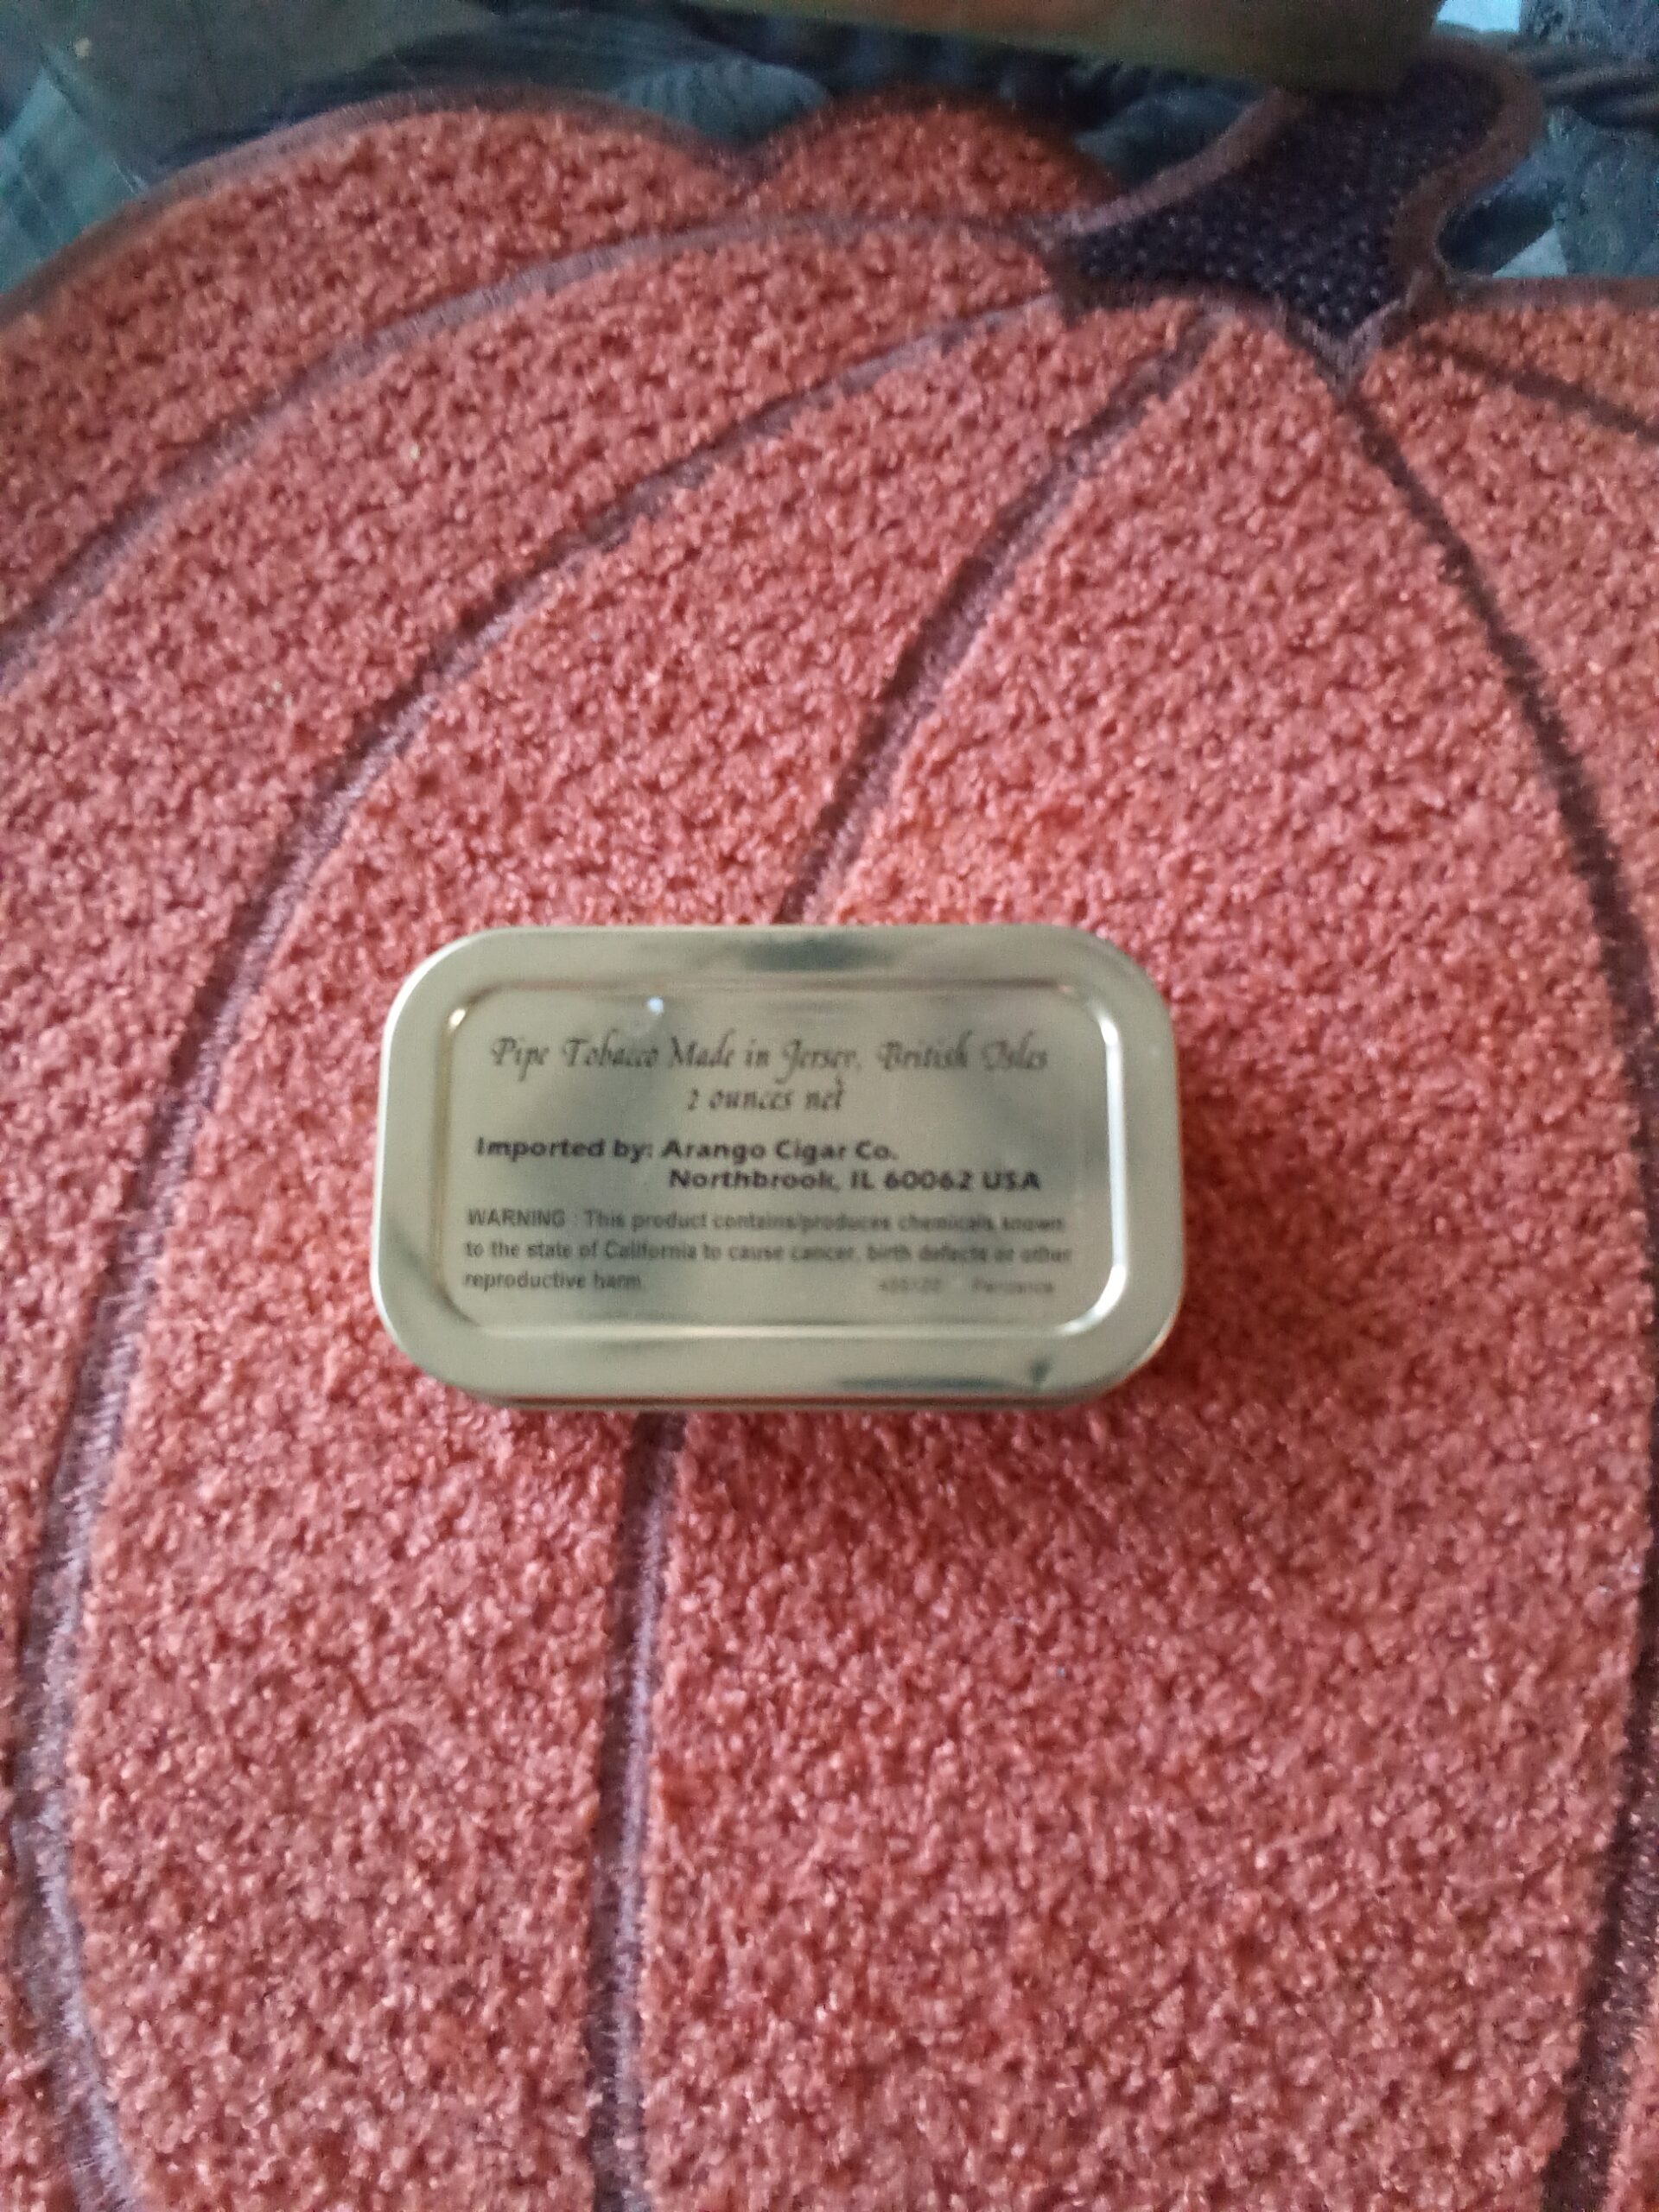 Pipe Tobacco Made in Jersey, British Isles
2 ounces net
Imported by: Arango Cigar Co.
Northbrook, IL 60062 USA
WARNING : This product contains/produces chemicals known
to the state of California to cause cancer, birth defects or other
reproductive harm. Penzance